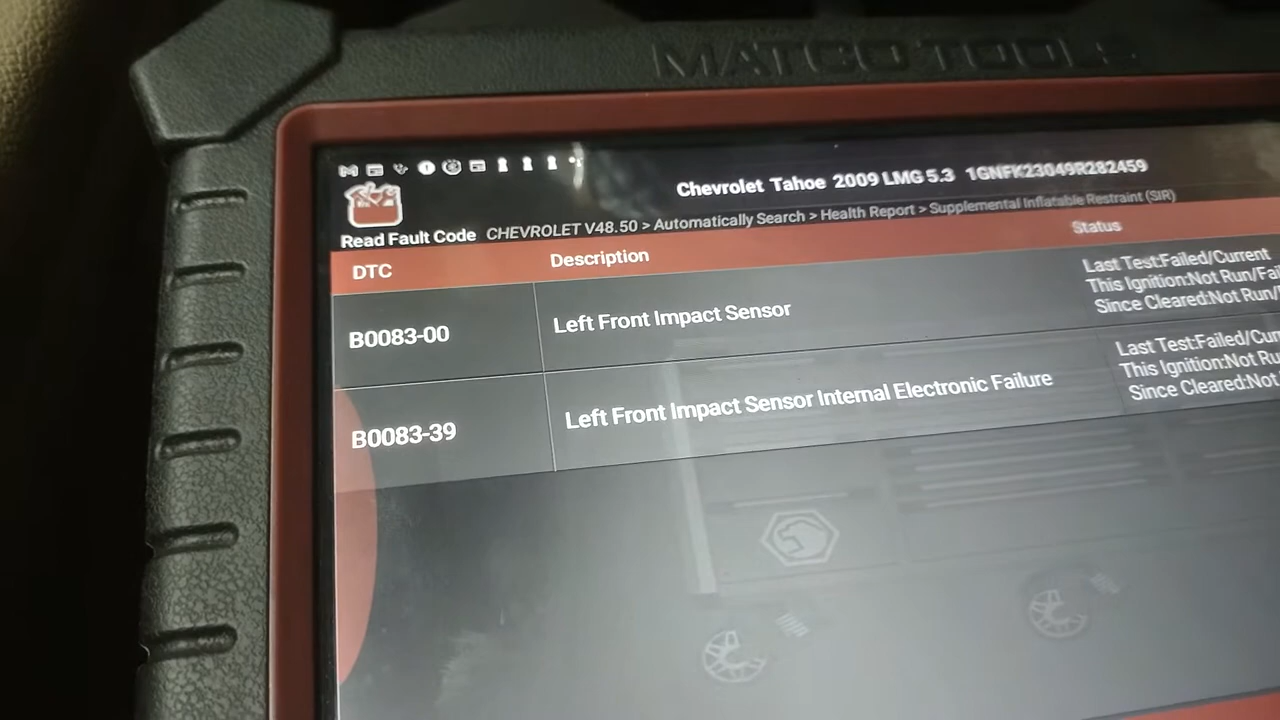 MATCO TOOLS
Chevrolet Tahoe 2009 LMG 5.3 1GNFK23049R282459
Read Fault Code CHEVROLET V48.50 > Automatically Search > Health Report > Supplemental Inflatable Restraint (SIR)
DTC Description Status
B0083-00 Left Front Impact Sensor
Last Test:Failed/Current
This Ignition:Not Run/Fai
Since Cleared:Not Run/
B0083-39 Left Front Impact Sensor Internal Electronic Failure
Last Test:Failed/Cur
This Ignition:Not Ru
Since Cleared:Not